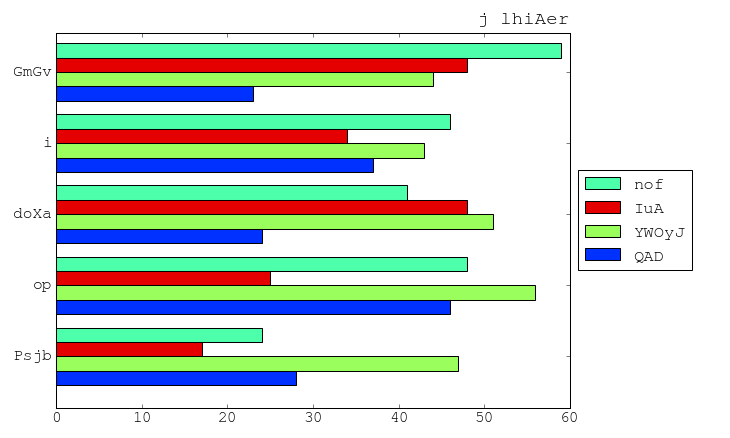 j lhiAer
GmGv
i
doXa
op
Psjb
0 10 20 30 40 50 60
nof
IuA
YWOyJ
QAD